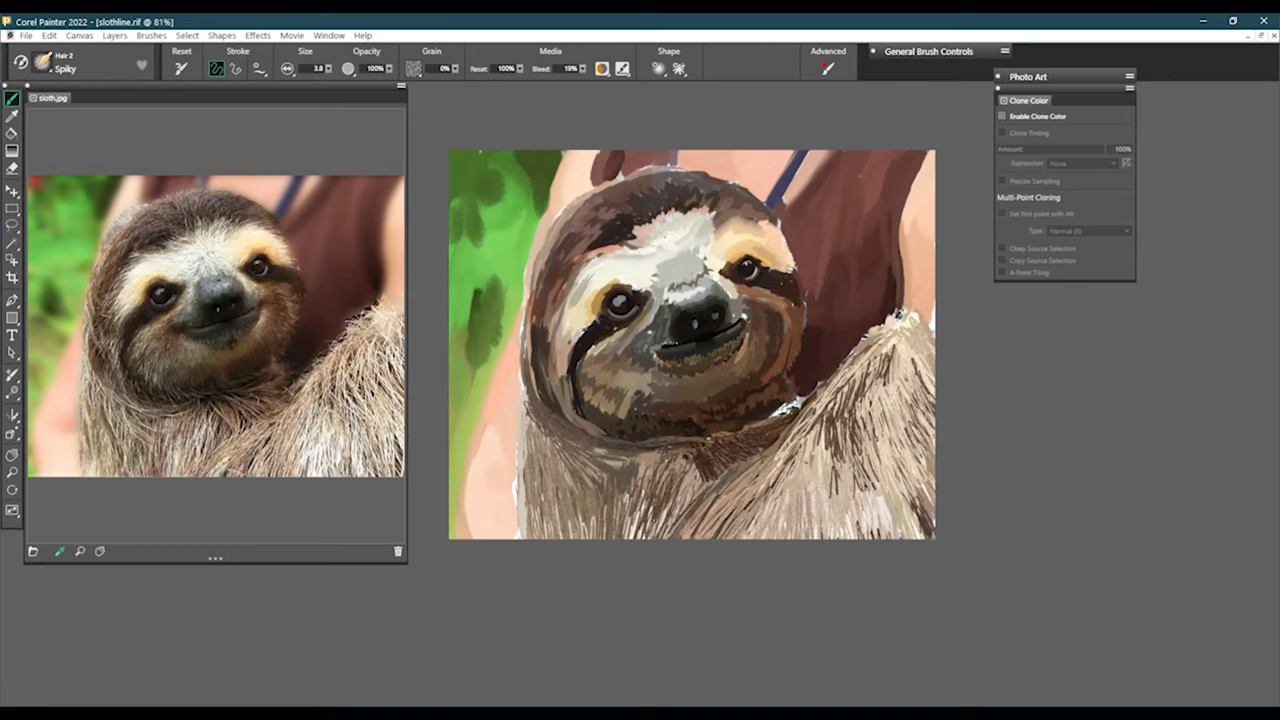 Corel Painter 2022 - [slothline.rif @ 81%]
File Edit Canvas Layers Brushes Select Shapes Effects Movie Window Help
Hair 2
Spiky
Reset Stroke Size Opacity Grain Media Shape Advanced
3.8 100% 0% Resat: 100% Bleed: 19%
General Brush Controls
sloth.jpg
Photo Art
Clone Color
Enable Clone Color
Clone Tinting
Amount: 100%
Expression: None
Precise Sampling
Multi-Point Cloning
Set first point with Alt
Type: Normal (0)
Obey Source Selection
Copy Source Selection
4-Point Tiling